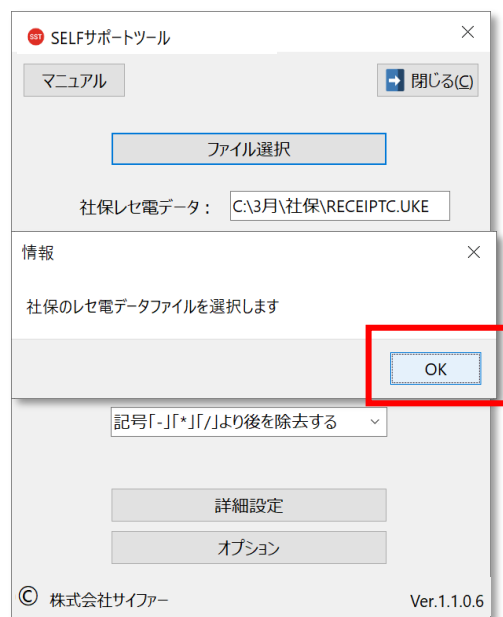 SST SELFサポートツール
マニュアル
閉じる(C)
ファイル選択
社保レセ電データ： C:\3月\社保\RECEIPTC.UKE
情報
社保のレセ電データファイルを選択します
OK
記号「-」「*」「/」より後を除去する
詳細設定
オプション
© 株式会社サイファー
Ver.1.1.0.6